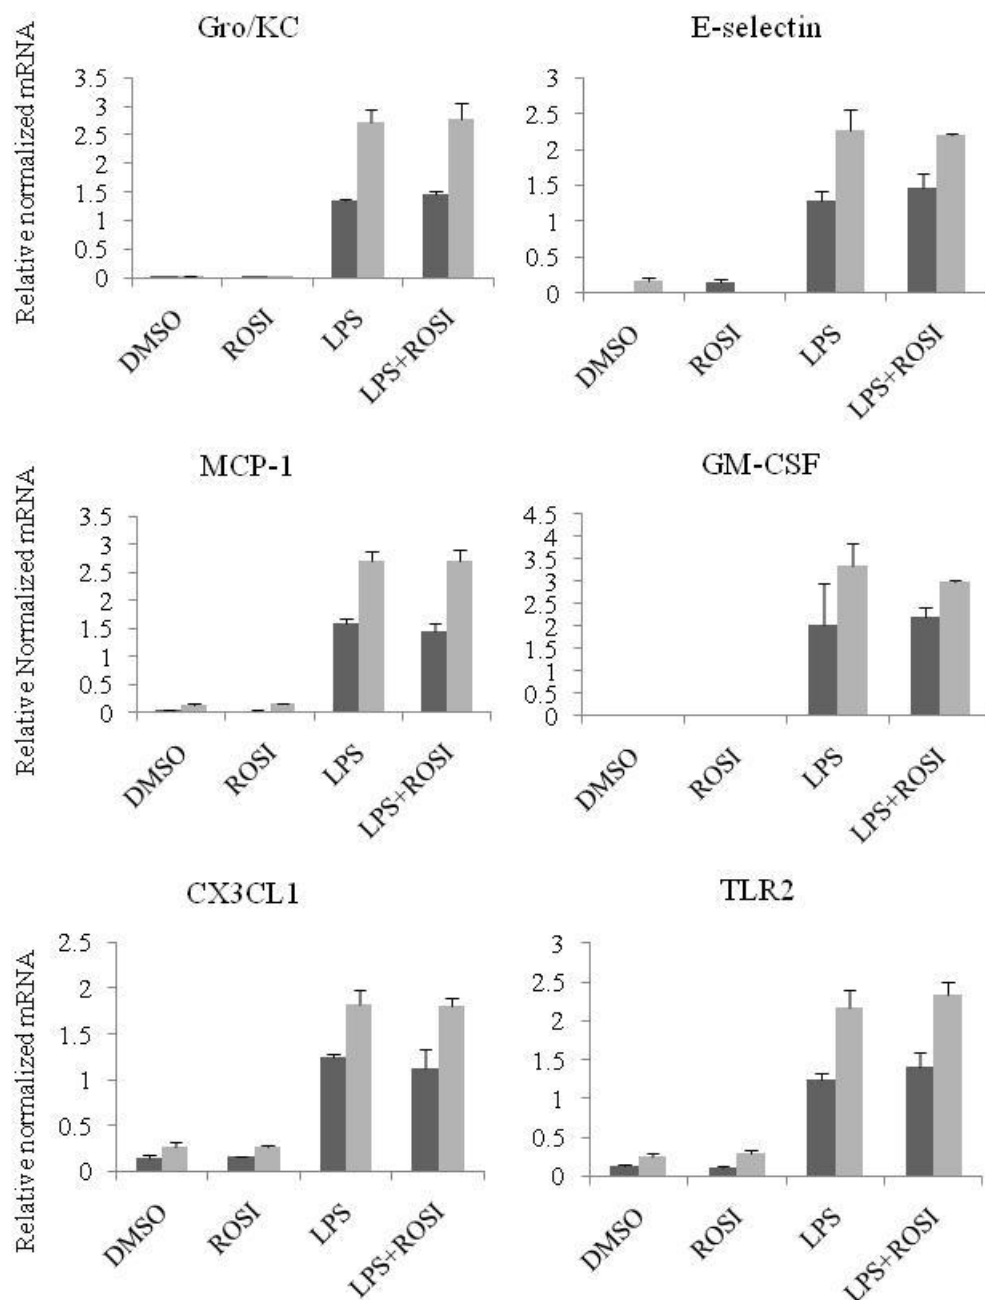 Gro/KC
Relative normalized mRNA
3.5
3
2.5
2
1.5
1
0.5
0
DMSO
ROSI
LPS
LPS+ROSI
E-selectin
3
2.5
2
1.5
1
0.5
0
DMSO
ROSI
LPS
LPS+ROSI
MCP-1
Relative Normalized mRNA
3.5
3
2.5
2
1.5
1
0.5
0
DMSO
ROSI
LPS
LPS+ROSI
GM-CSF
4.5
4
3.5
3
2.5
2
1.5
1
0.5
0
DMSO
ROSI
LPS
LPS+ROSI
CX3CL1
Relative normalized mRNA
2.5
2
1.5
1
0.5
0
DMSO
ROSI
LPS
LPS+ROSI
TLR2
3
2.5
2
1.5
1
0.5
0
DMSO
ROSI
LPS
LPS+ROSI